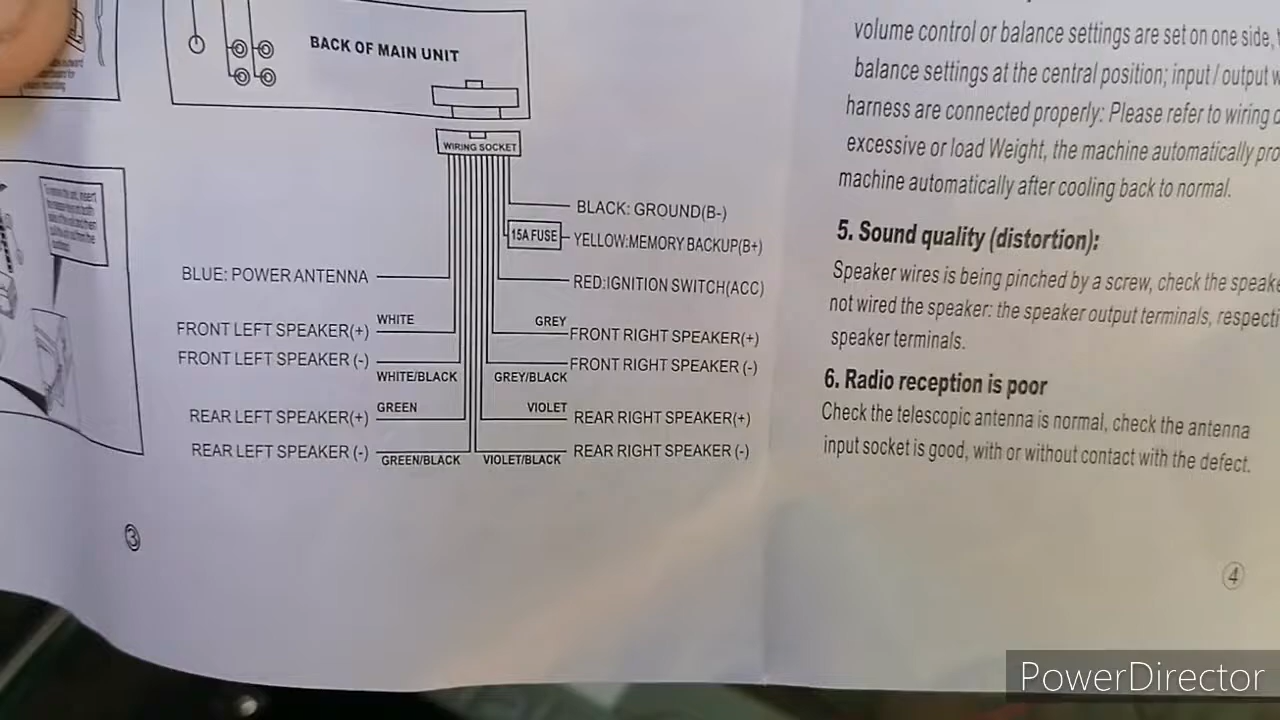 BACK OF MAIN UNIT
WIRING SOCKET
BLACK: GROUND(B-)
15A FUSE
YELLOW:MEMORY BACKUP(B+)
BLUE: POWER ANTENNA
RED:IGNITION SWITCH(ACC)
WHITE
FRONT LEFT SPEAKER(+)
GREY
FRONT RIGHT SPEAKER(+)
FRONT LEFT SPEAKER (-)
WHITE/BLACK
FRONT RIGHT SPEAKER (-)
GREY/BLACK
GREEN
REAR LEFT SPEAKER(+)
VIOLET
REAR RIGHT SPEAKER(+)
REAR LEFT SPEAKER (-)
GREEN/BLACK
VIOLET/BLACK
REAR RIGHT SPEAKER (-)
3
volume control or balance settings are set on one side,
balance settings at the central position; input / output
harness are connected properly: Please refer to wiring
excessive or load Weight, the machine automatically
machine automatically after cooling back to normal.
5. Sound quality (distortion):
Speaker wires is being pinched by a screw, check the
not wired the speaker: the speaker output terminals,
speaker terminals.
6. Radio reception is poor
Check the telescopic antenna is normal, check the antenna
input socket is good, with or without contact with the defect.
4
PowerDirector